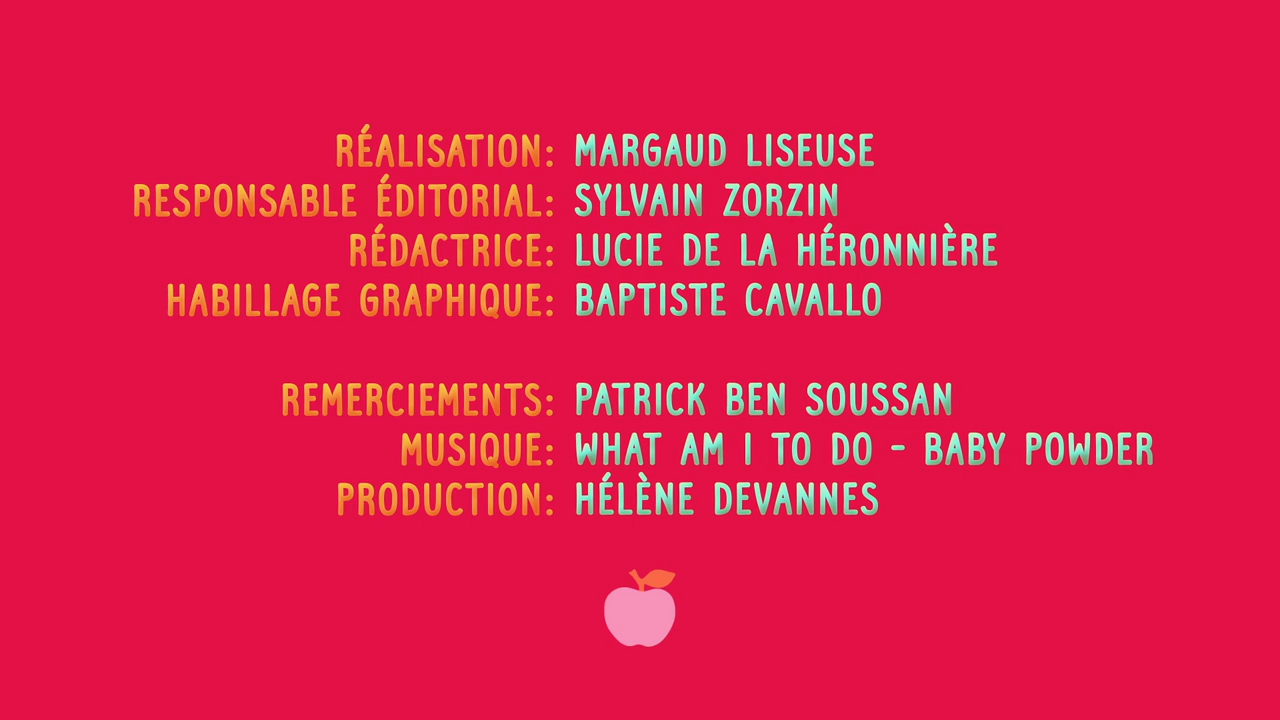 RÉALISATION: MARGAUD LISEUSE
RESPONSABLE ÉDITORIAL: SYLVAIN ZORZIN
RÉDACTRICE: LUCIE DE LA HÉRONNIÈRE
HABILLAGE GRAPHIQUE: BAPTISTE CAVALLO
REMERCIEMENTS: PATRICK BEN SOUSSAN
MUSIQUE: WHAT AM I TO DO - BABY POWDER
PRODUCTION: HÉLÈNE DEVANNES